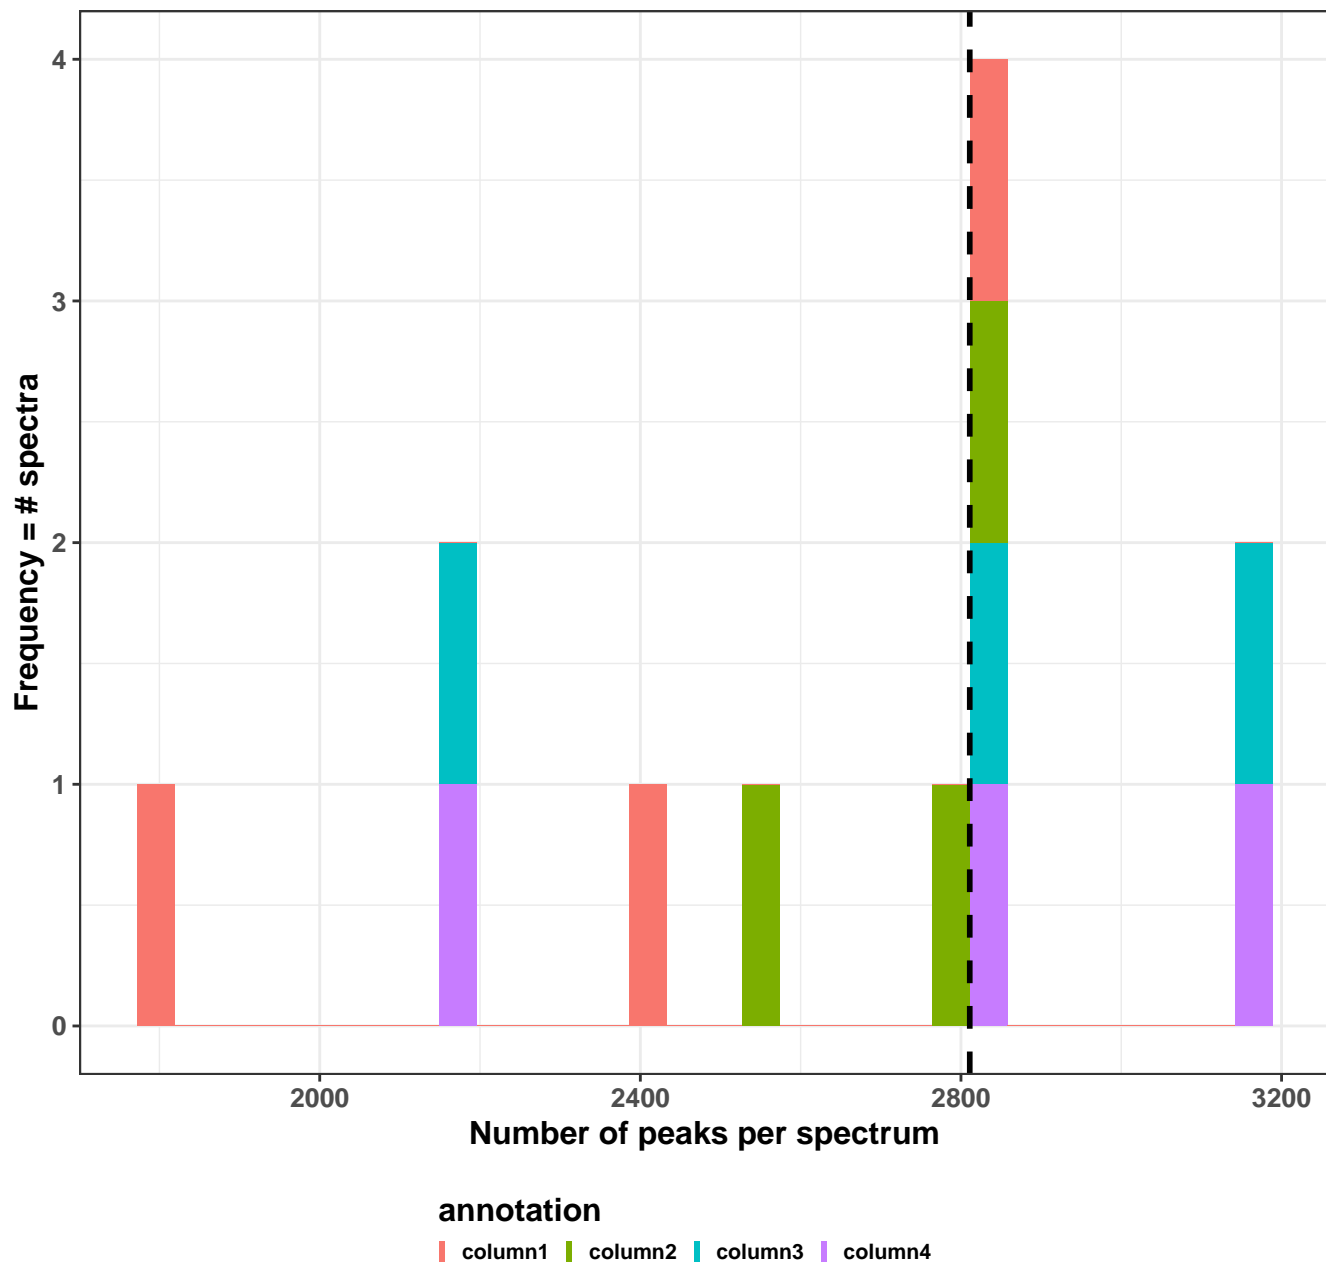 4
3
2
1
0
Frequency = # spectra
2000 2400 2800 3200
Number of peaks per spectrum
annotation
column1 column2 column3 column4